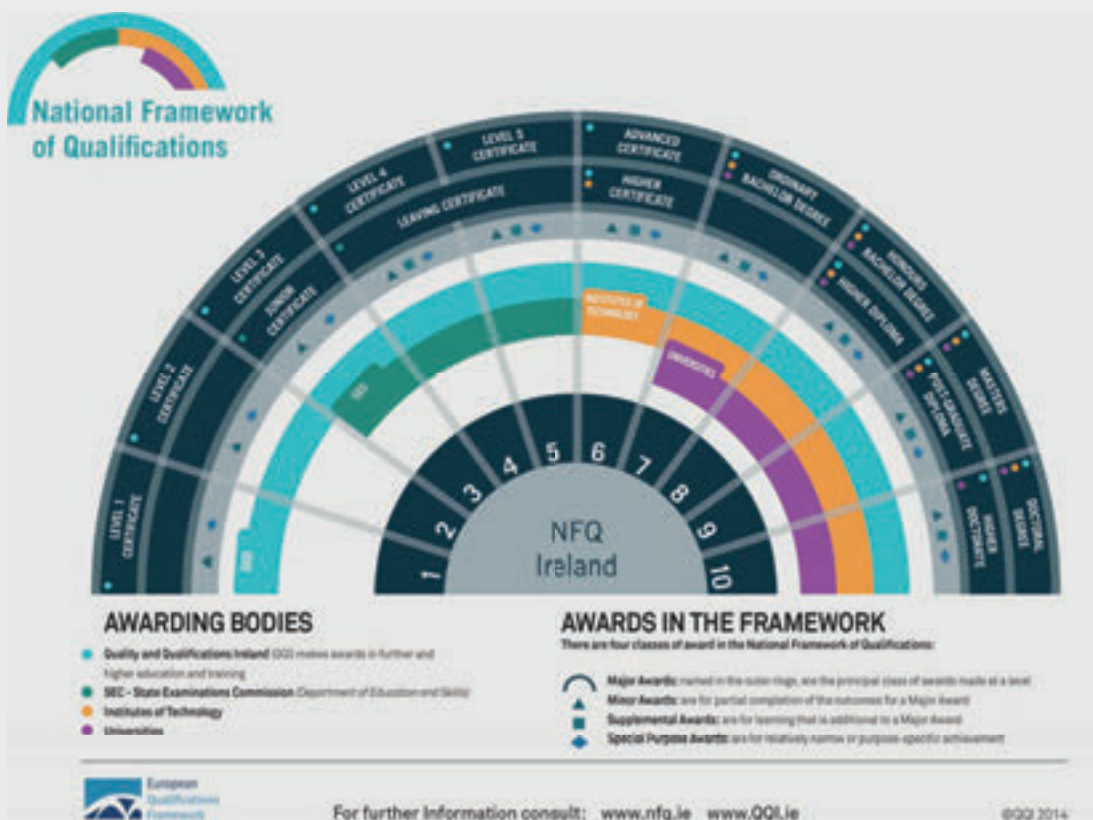 National Framework
of Qualifications
LEVEL 1
CERTIFICATE
LEVEL 2
CERTIFICATE
LEVEL 3
CERTIFICATE
JUNIOR
CERTIFICATE
LEVEL 4
CERTIFICATE
LEAVING CERTIFICATE
LEVEL 5
CERTIFICATE
ADVANCED
CERTIFICATE
HIGHER
CERTIFICATE
ORDINARY
BACHELOR DEGREE
HONOURS
BACHELOR DEGREE
HIGHER DIPLOMA
MASTERS
DEGREE
POST-GRADUATE
DIPLOMA
DOCTORAL
DEGREE
HIGHER
DOCTORATE
QQI
SEC
INSTITUTES OF
TECHNOLOGY
UNIVERSITIES
1
2
3
4
5
6
7
8
9
10
NFQ
Ireland
AWARDING BODIES
Quality and Qualifications Ireland (QQI) makes awards in further and
higher education and training
SEC - State Examinations Commission (Department of Education and Skills)
Institutes of Technology
Universities
AWARDS IN THE FRAMEWORK
There are four classes of award in the National Framework of Qualifications:
Major Awards: named in the outer rings, are the principal class of awards made at a level
Minor Awards: are for partial completion of the outcomes for a Major Award
Supplemental Awards: are for learning that is additional to a Major Award
Special Purpose Awards: are for relatively narrow or purpose-specific achievement
European
Qualifications
Framework
For further Information consult: www.nfq.ie www.QQI.ie
©QQI 2014